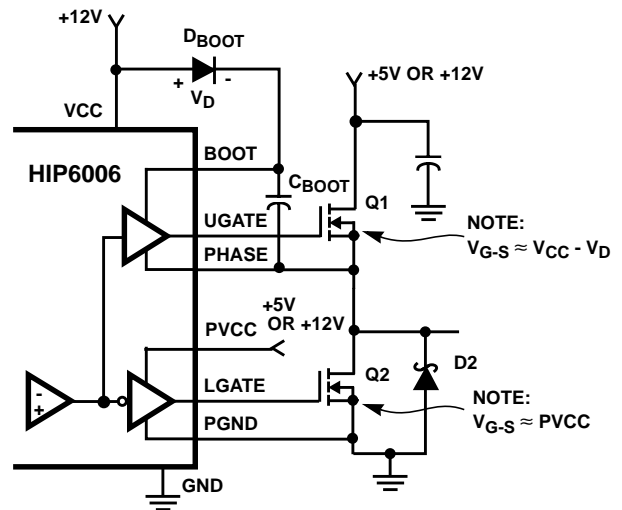 +12V
DBOOT
+ -
VD
+5V OR +12V
VCC
HIP6006
BOOT
CBOOT
UGATE
Q1
PHASE
NOTE:
VG-S ≈ VCC - VD
+5V
OR +12V
PVCC
D2
LGATE
Q2
PGND
NOTE:
VG-S ≈ PVCC
-
+
GND